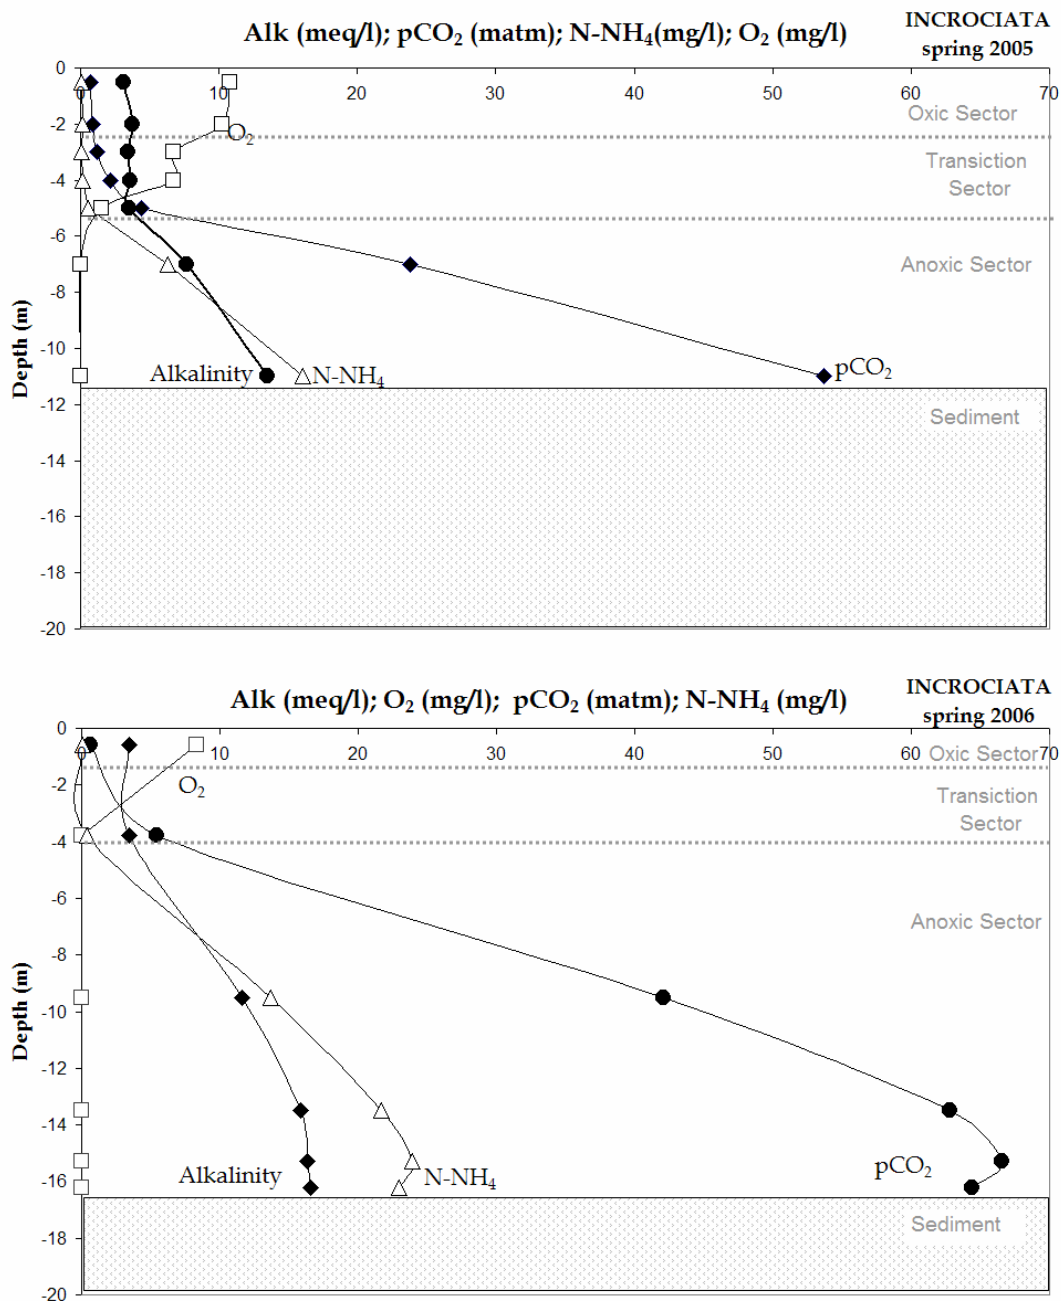 Alk (meq/l); pCO₂ (matm); N-NH₄(mg/l); O₂ (mg/l)
INCROCIATA
spring 2005
0 10 20 30 40 50 60 70
0
-2
-4
-6
-8
-10
-12
-14
-16
-18
-20
Depth (m)
O₂
Oxic Sector
Transiction
Sector
Anoxic Sector
Alkalinity
N-NH₄
pCO₂
Sediment
Alk (meq/l); O₂ (mg/l); pCO₂ (matm); N-NH₄ (mg/l)
INCROCIATA
spring 2006
0 10 20 30 40 50 60 70
0
-2
-4
-6
-8
-10
-12
-14
-16
-18
-20
Depth (m)
Oxic Sector
O₂
Transiction
Sector
Anoxic Sector
Alkalinity
N-NH₄
pCO₂
Sediment